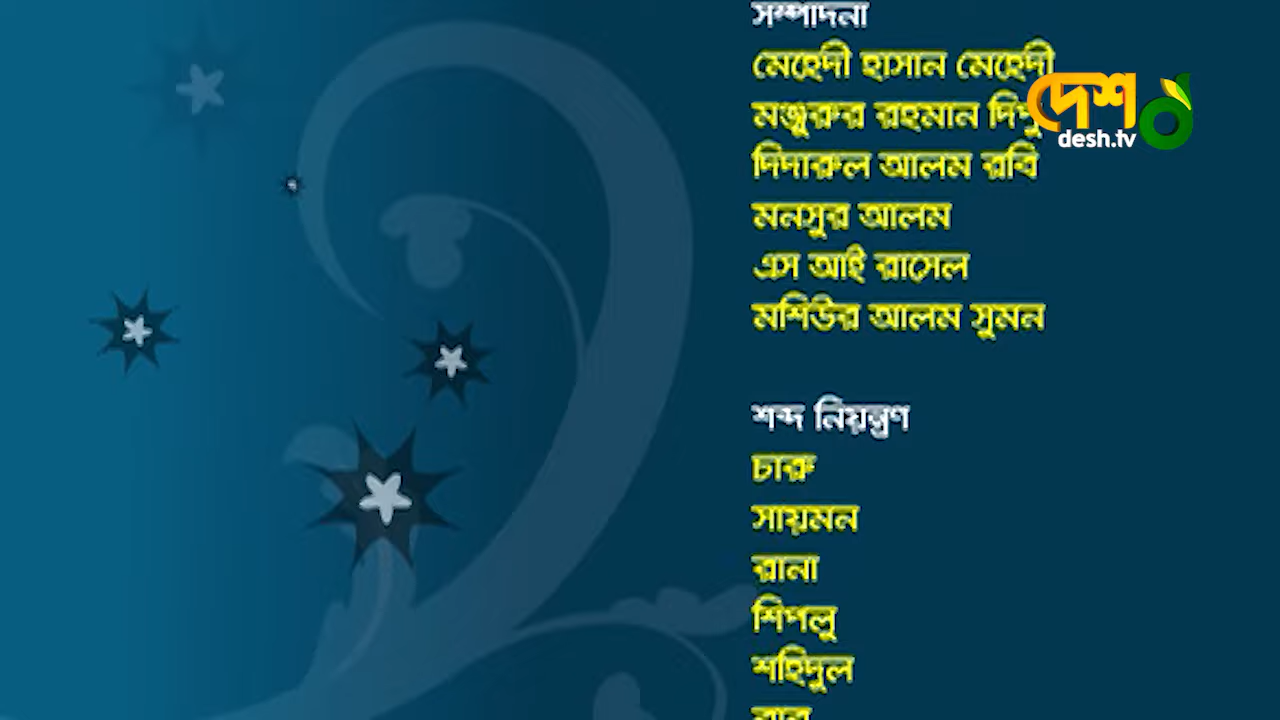 সম্পাদনা
মেহেদী হাসান মেহেদী
মঞ্জুরুর রহমান দিপু
দিদারুল আলম রবি
মনসুর আলম
এস আই রাসেল
মশিউর আলম সুমন
শব্দ নিয়ন্ত্রণ
চারু
সায়মন
রানা
শিপলু
শহিদুল
দেশ
desh.tv